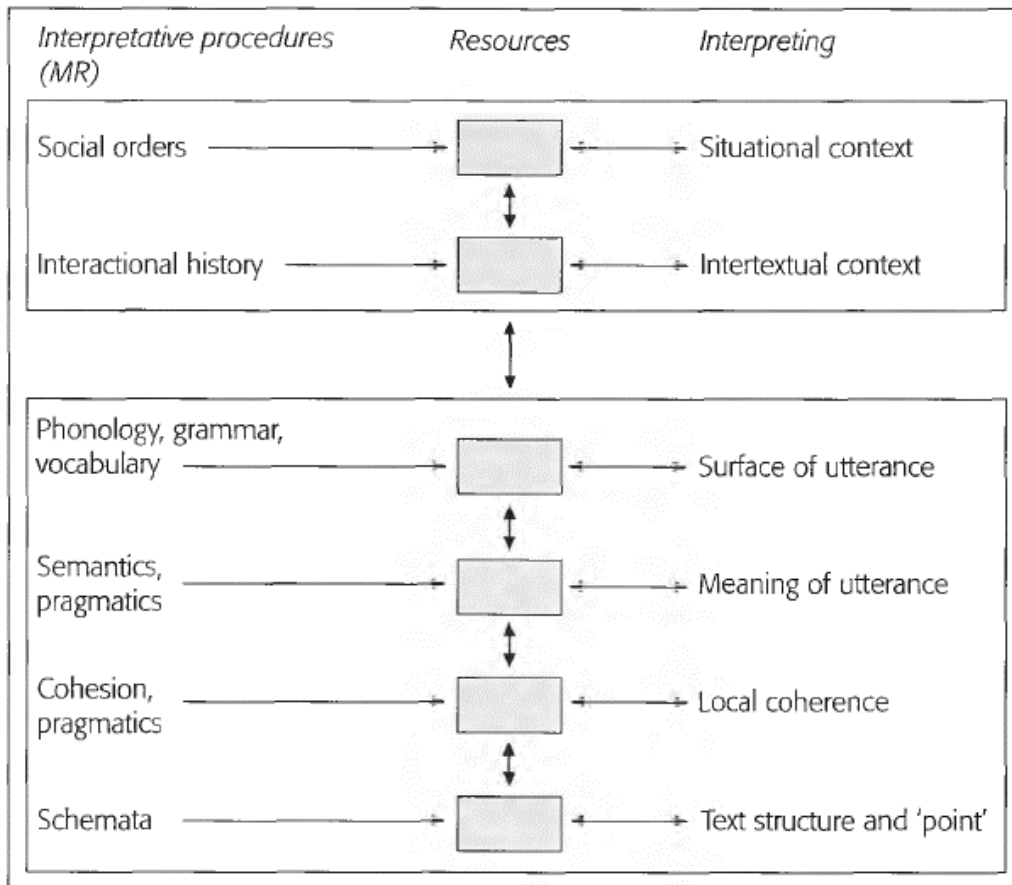 Interpretative procedures
(MR)
Resources
Interpreting
Social orders
Situational context
Interactional history
Intertextual context
Phonology, grammar,
vocabulary
Surface of utterance
Semantics,
pragmatics
Meaning of utterance
Cohesion,
pragmatics
Local coherence
Schemata
Text structure and ‘point’